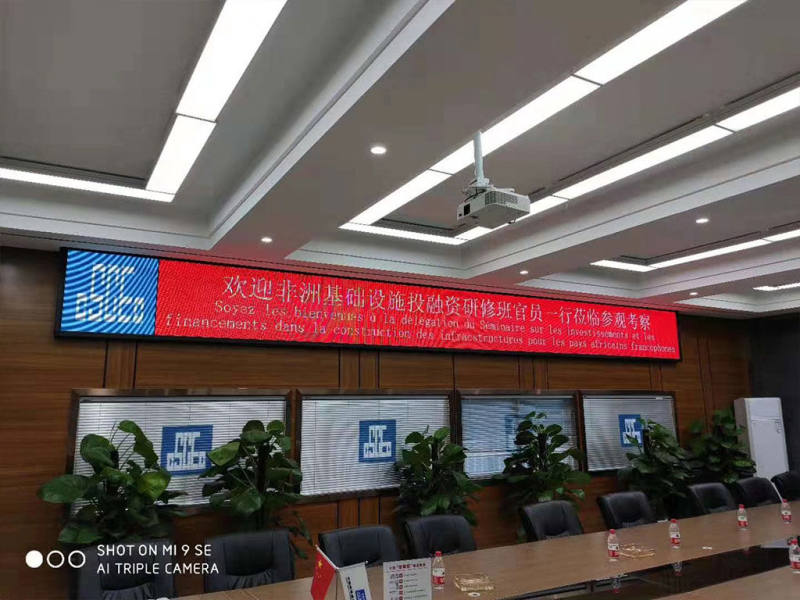 欢迎非洲基础设施投融资研修班官员一行莅临参观考察
Soyez les bienvenues à la délégation du Seminaire sur les investissements et les
financements dans la construction des infracstructures pour les pays africains francophones
SHOT ON MI 9 SE
AI TRIPLE CAMERA